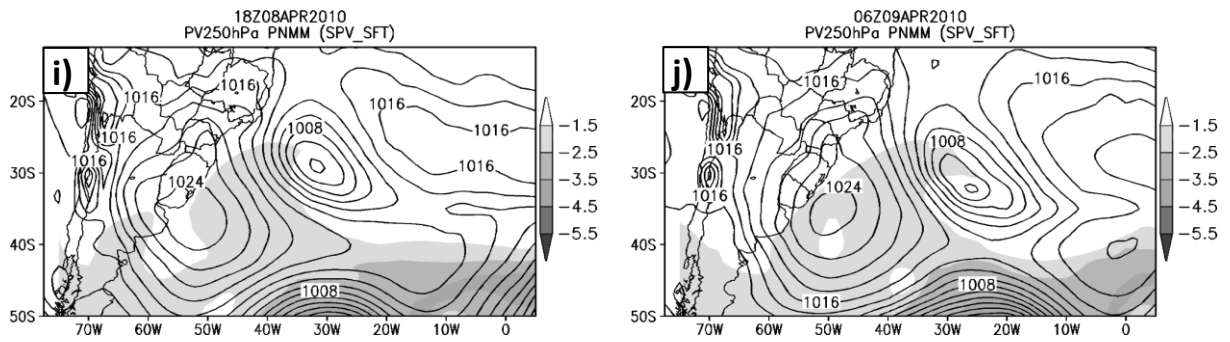 18Z08APR2010
PV250hPa PNMM (SPV_SFT)
i)
1016
1016
1016
1016
1016
1016
1008
1024
1008
20S
30S
40S
50S
70W
60W
50W
40W
30W
20W
10W
0
−1.5
−2.5
−3.5
−4.5
−5.5
06Z09APR2010
PV250hPa PNMM (SPV_SFT)
j)
1016
1016
1016
1016
1016
1008
1024
1016
1008
20S
30S
40S
50S
70W
60W
50W
40W
30W
20W
10W
0
−1.5
−2.5
−3.5
−4.5
−5.5